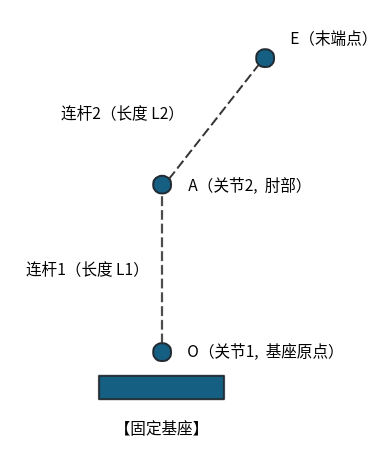 E（末端点）
连杆2（长度 L2）
A（关节2, 肘部）
连杆1（长度 L1）
O（关节1, 基座原点）
【固定基座】